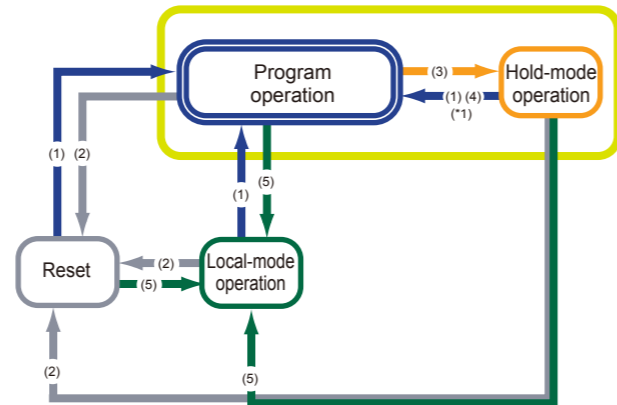 Program
operation
(3)
Hold-mode
operation
(1) (4)
(*1)
(1)
(2)
(1)
(5)
Reset
(2)
(5)
Local-mode
operation
(2)
(5)